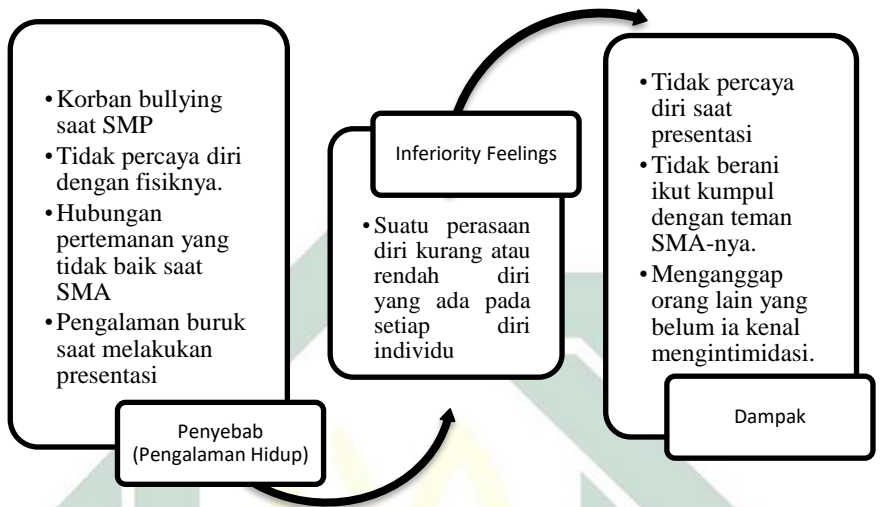 •Korban bullying
saat SMP
•Tidak percaya diri
dengan fisiknya.
•Hubungan
pertemanan yang
tidak baik saat
SMA
•Pengalaman buruk
saat melakukan
presentasi
Penyebab
(Pengalaman Hidup)
Inferiority Feelings
•Suatu perasaan
diri kurang atau
rendah diri
yang ada pada
setiap diri
individu
•Tidak percaya
diri saat
presentasi
•Tidak berani
ikut kumpul
dengan teman
SMA-nya.
•Menganggap
orang lain yang
belum ia kenal
mengintimidasi.
Dampak